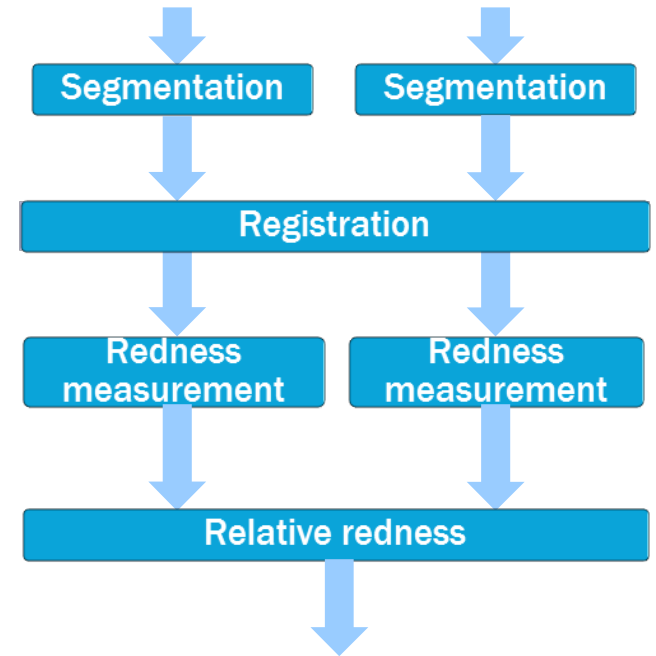 Segmentation
Segmentation
Registration
Redness
measurement
Redness
measurement
Relative redness